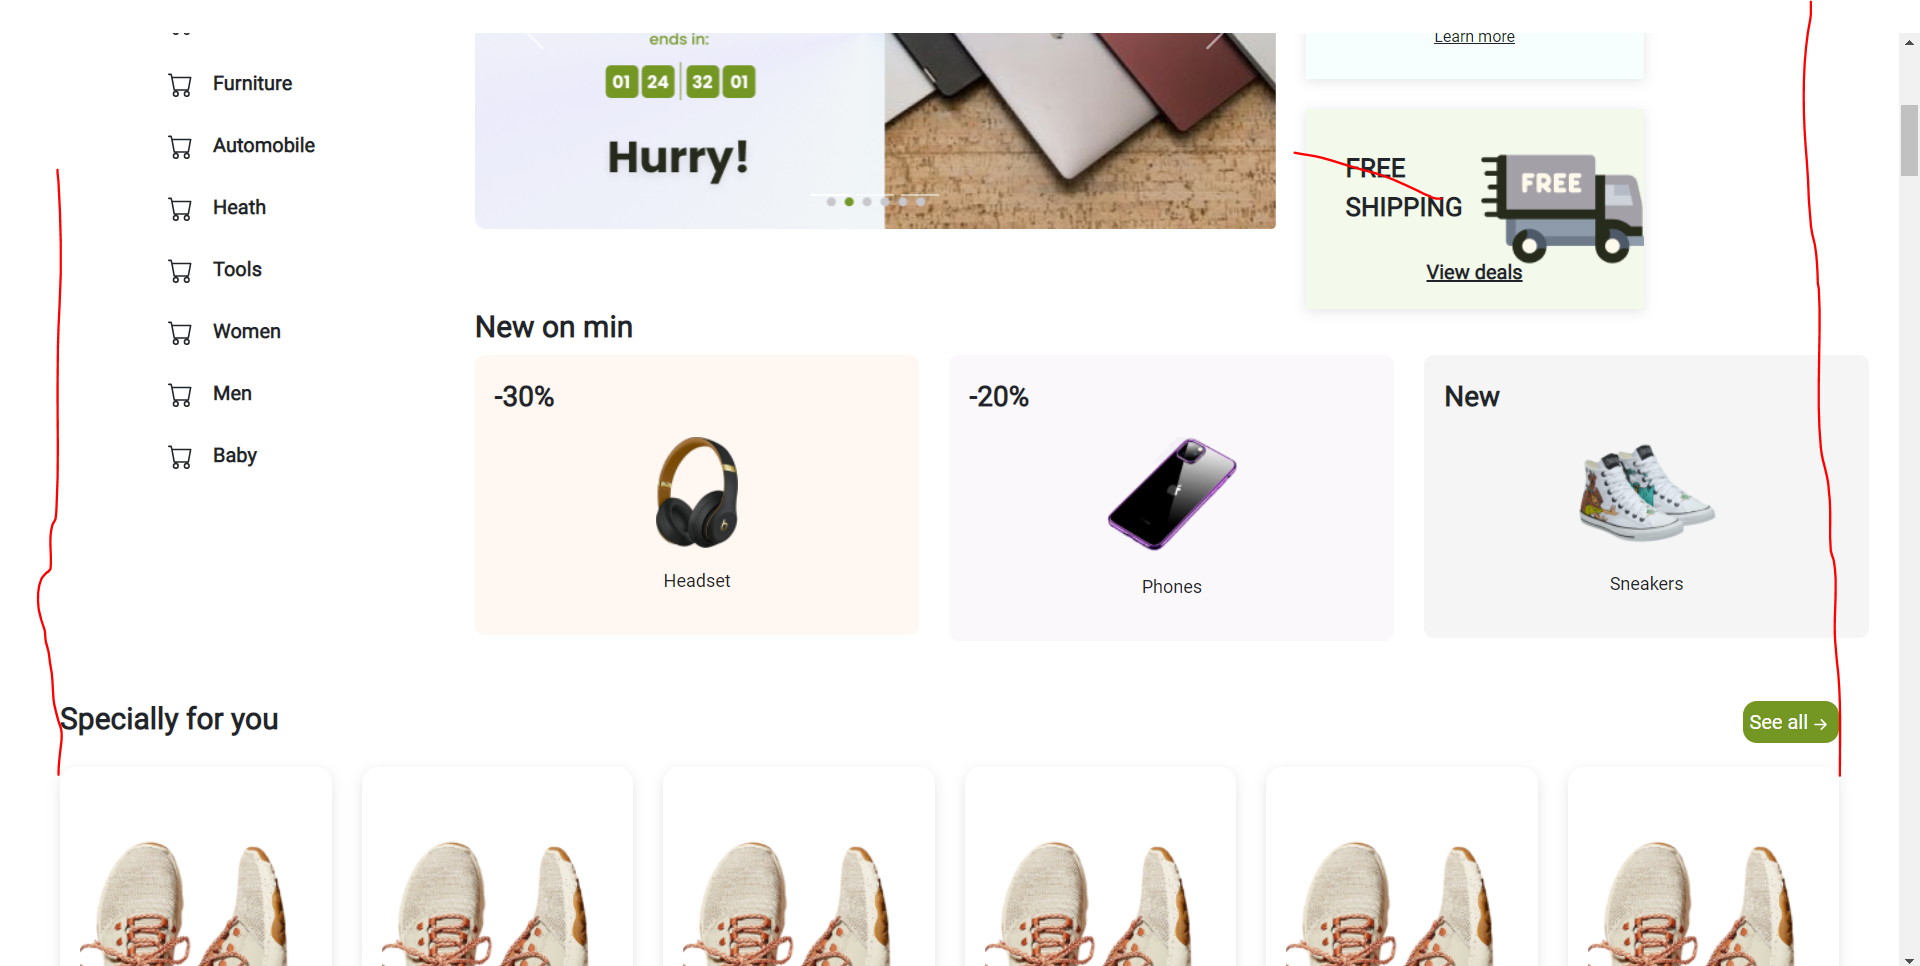 ends in:
Learn more
Furniture
01 24 32 01
Automobile
Hurry!
FREE
SHIPPING
FREE
Heath
Tools
View deals
Women
New on min
Men
-30%
-20%
New
Baby
Headset
Phones
Sneakers
Specially for you
See all →